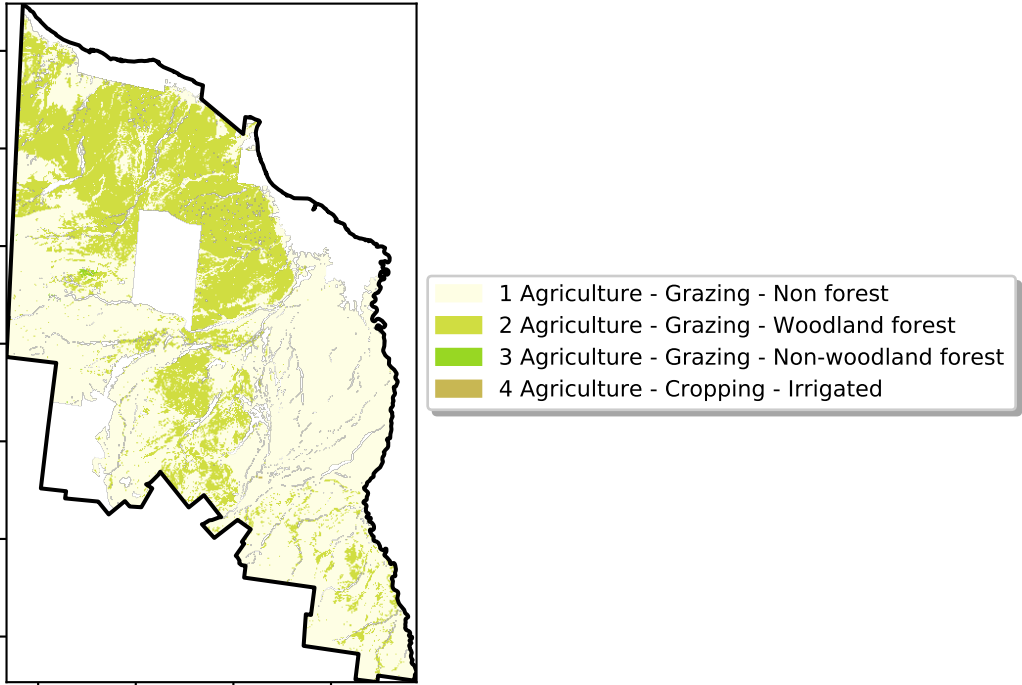 1 Agriculture - Grazing - Non forest
2 Agriculture - Grazing - Woodland forest
3 Agriculture - Grazing - Non-woodland forest
4 Agriculture - Cropping - Irrigated